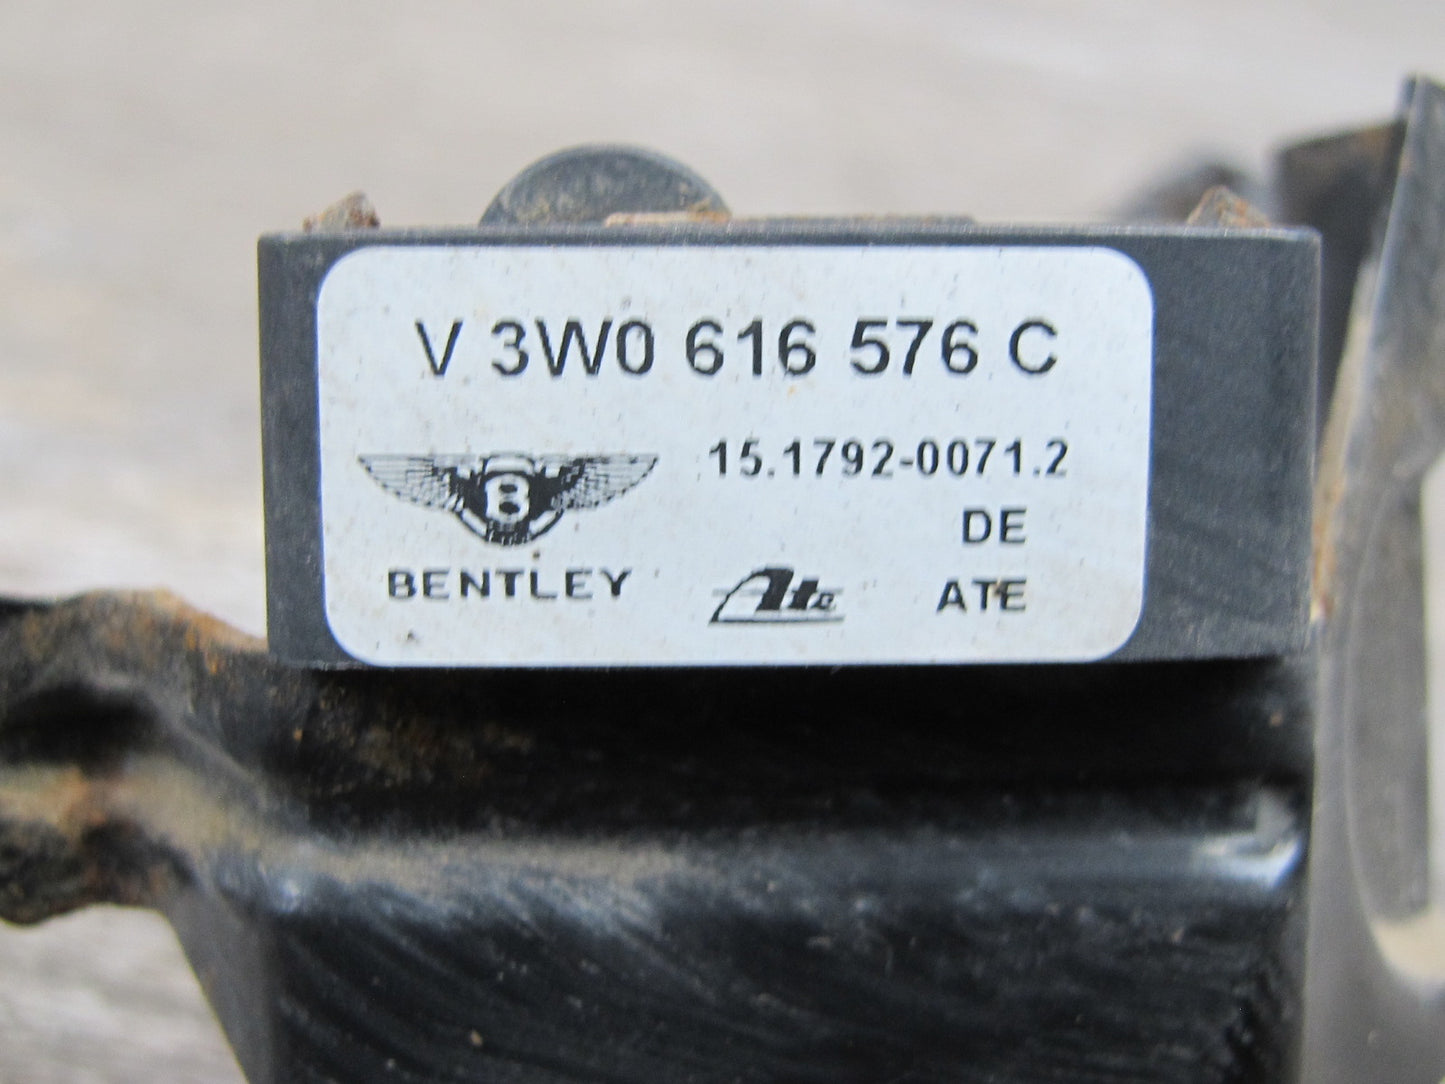 V 3W0 616 576 C
15.1792-0071.2
B
DE
BENTLEY
Ate
ATE